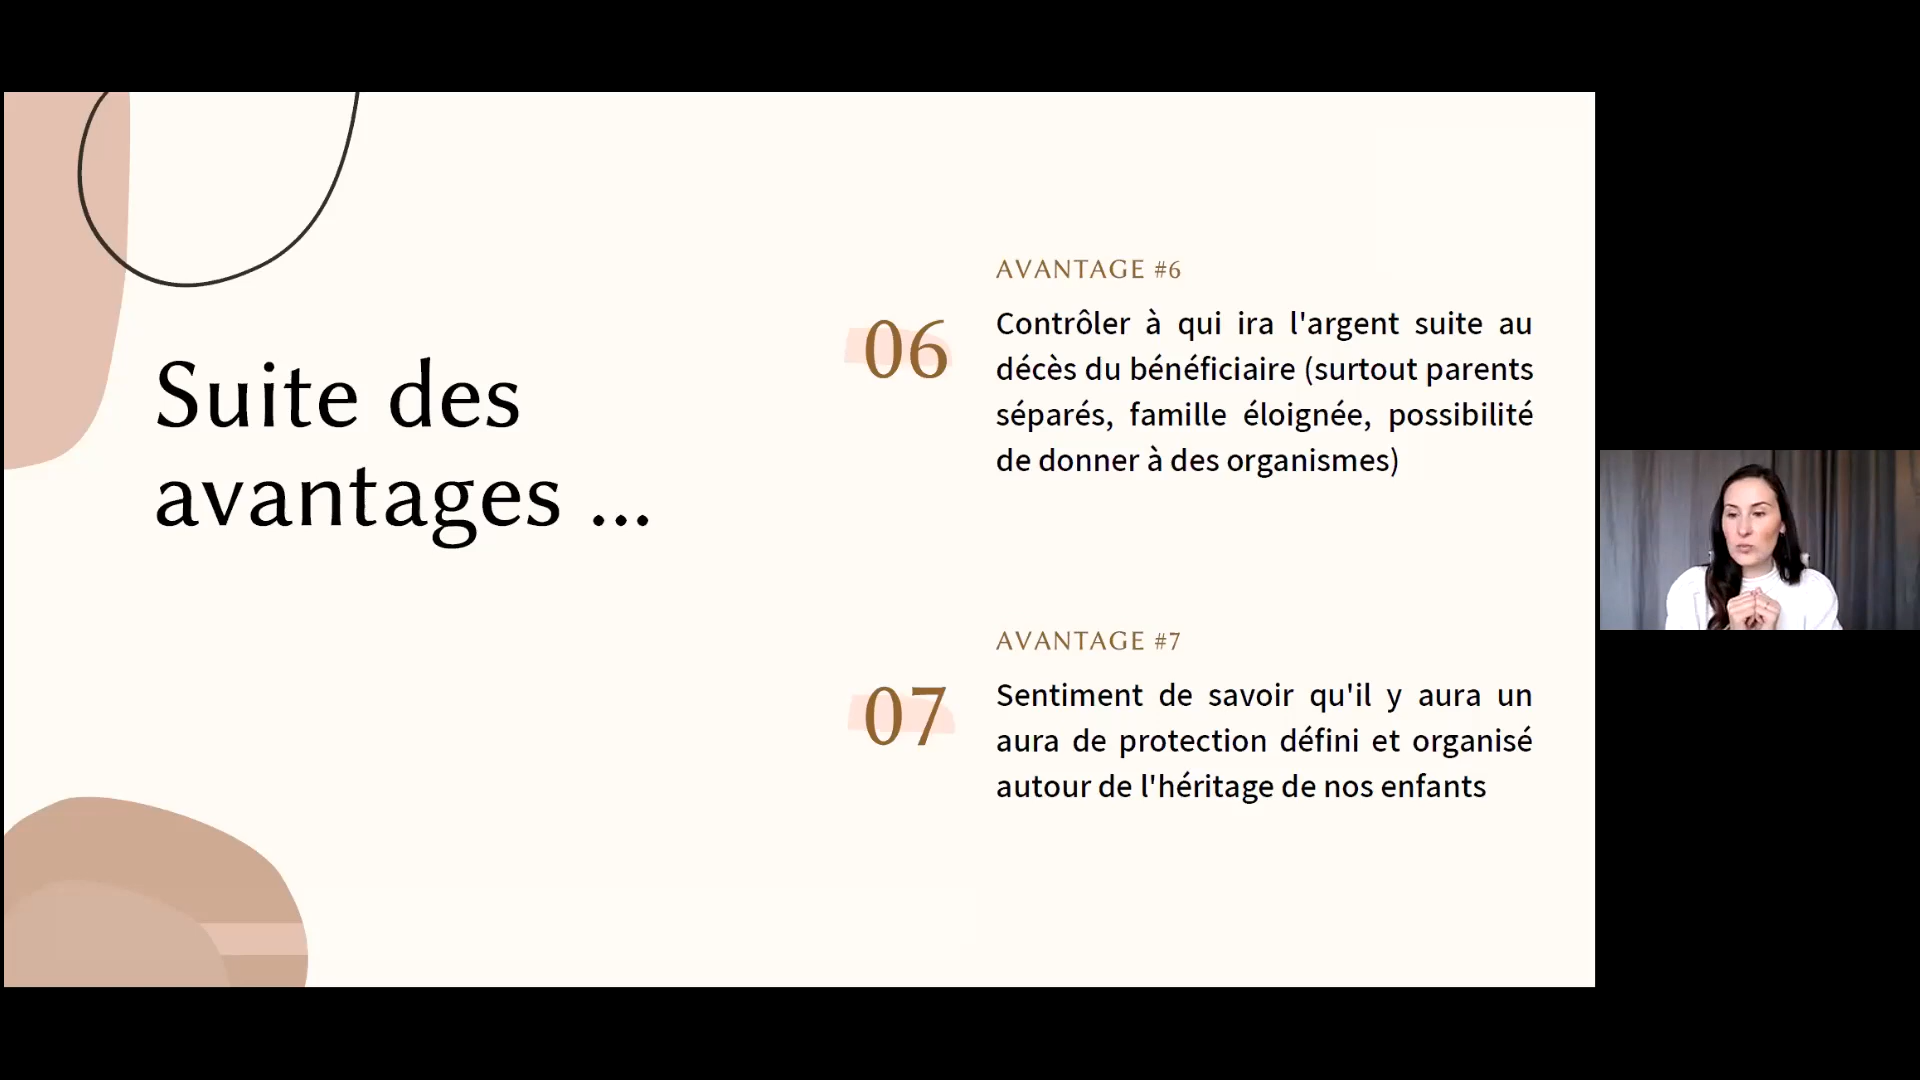 Suite des
avantages ...
AVANTAGE #6
06
Contrôler à qui ira l'argent suite au
décès du bénéficiaire (surtout parents
séparés, famille éloignée, possibilité
de donner à des organismes)
AVANTAGE #7
07
Sentiment de savoir qu'il y aura un
aura de protection défini et organisé
autour de l'héritage de nos enfants